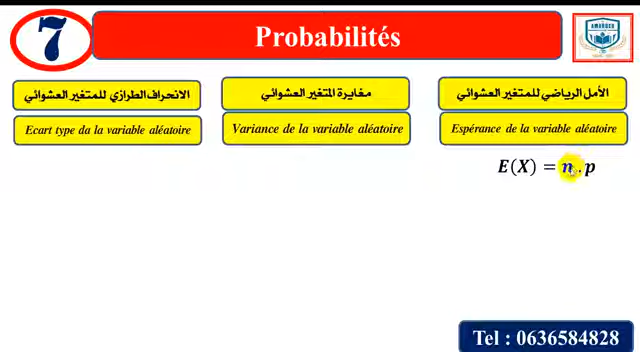 7
Probabilités
AMOUDED
الانحراف الطرازي للمتغير العشوائي
مغايرة المتغير العشوائي
الأمل الرياضي للمتغير العشوائي
Ecart type da la variable aléatoire
Variance de la variable aléatoire
Espérance de la variable aléatoire
E(X) = n . p
Tel : 0636584828